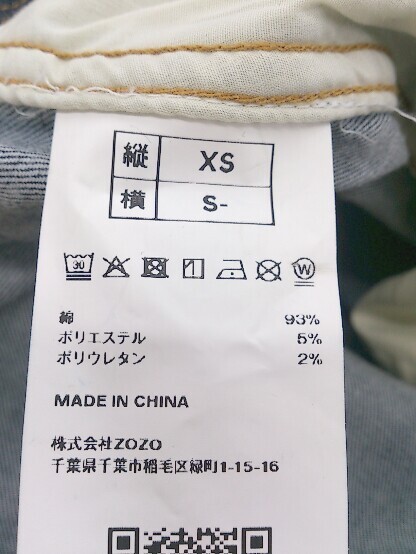 縦 XS
横 S-
30 W
綿 93%
ポリエステル 5%
ポリウレタン 2%
MADE IN CHINA
株式会社ZOZO
千葉県千葉市稲毛区緑町1-15-16